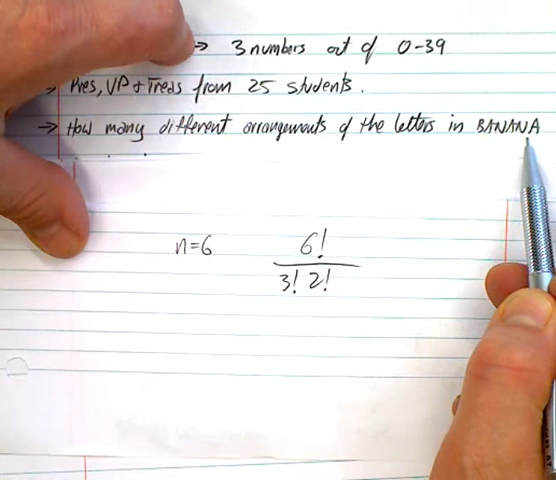 → 3 numbers out of 0-39
→ Pres, VP + Treas from 25 students.
→ How many different arrangements of the letters in BANANA
n=6 6!
3! 2!